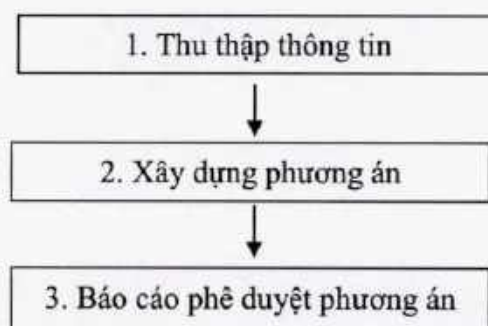 1. Thu thập thông tin
2. Xây dựng phương án
3. Báo cáo phê duyệt phương án